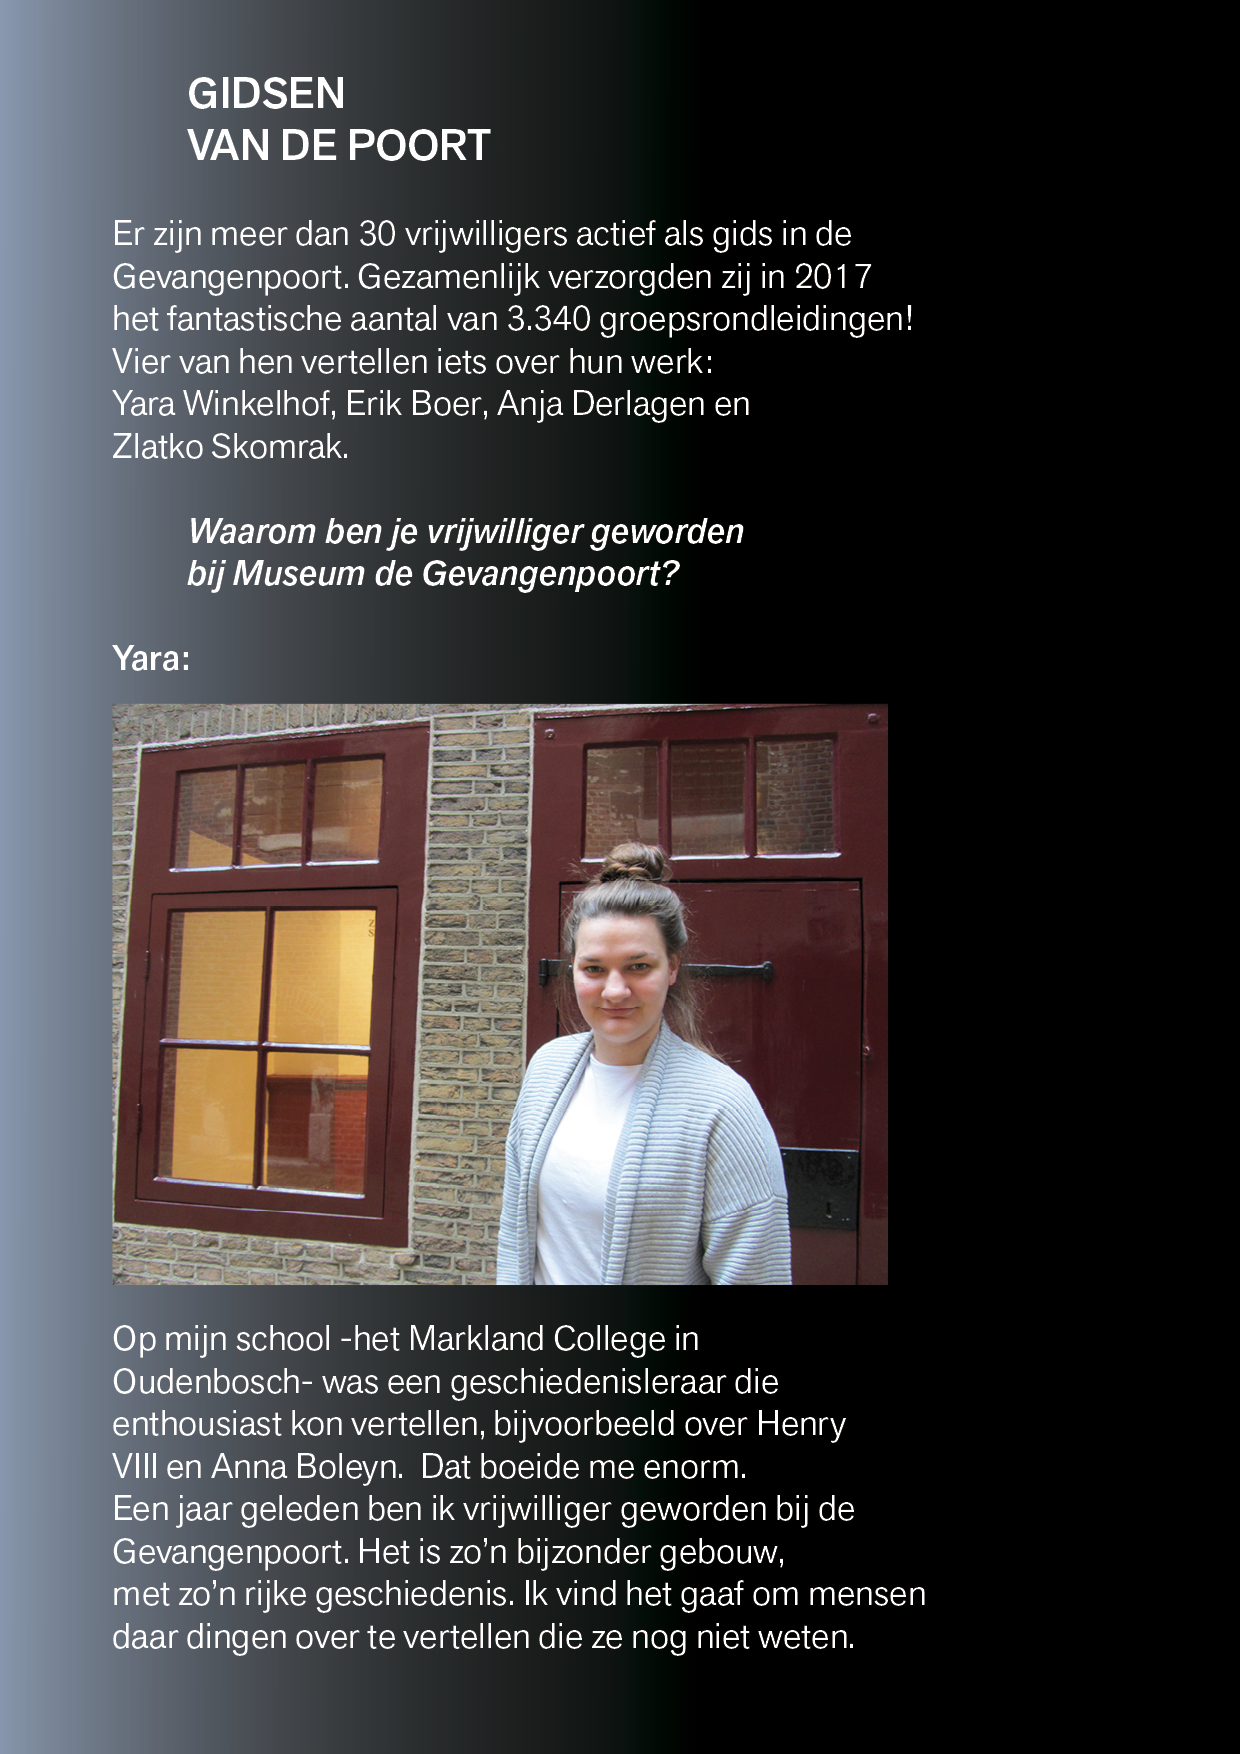 GIDSEN
VAN DE POORT
Er zijn meer dan 30 vrijwilligers actief als gids in de
Gevangenpoort. Gezamenlijk verzorgden zij in 2017
het fantastische aantal van 3.340 groepsrondleidingen!
Vier van hen vertellen iets over hun werk:
Yara Winkelhof, Erik Boer, Anja Derlagen en
Zlatko Skomrak.
Waarom ben je vrijwilliger geworden
bij Museum de Gevangenpoort?
Yara:
Op mijn school -het Markland College in
Oudenbosch- was een geschiedenisleraar die
enthousiast kon vertellen, bijvoorbeeld over Henry
VIII en Anna Boleyn.  Dat boeide me enorm.
Een jaar geleden ben ik vrijwilliger geworden bij de
Gevangenpoort. Het is zo’n bijzonder gebouw,
met zo’n rijke geschiedenis. Ik vind het gaaf om mensen
daar dingen over te vertellen die ze nog niet weten.